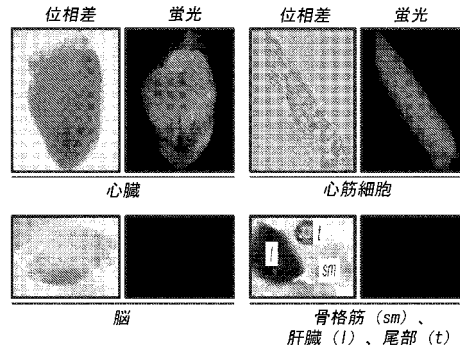 位相差 蛍光 位相差 蛍光
心臓 心筋細胞
l t sm
脳 骨格筋 (sm) 、
肝臓 (l) 、尾部 (t)